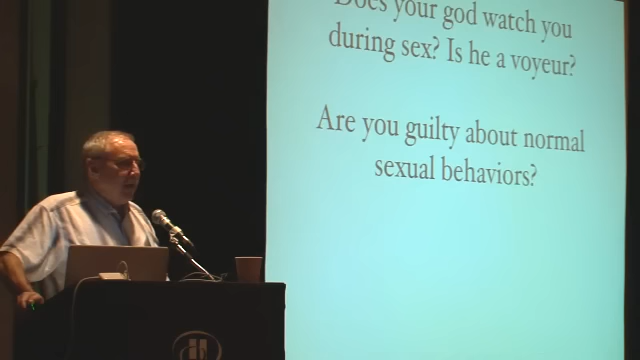 Does your god watch you
during sex? Is he a voyeur?
Are you guilty about normal
sexual behaviors?